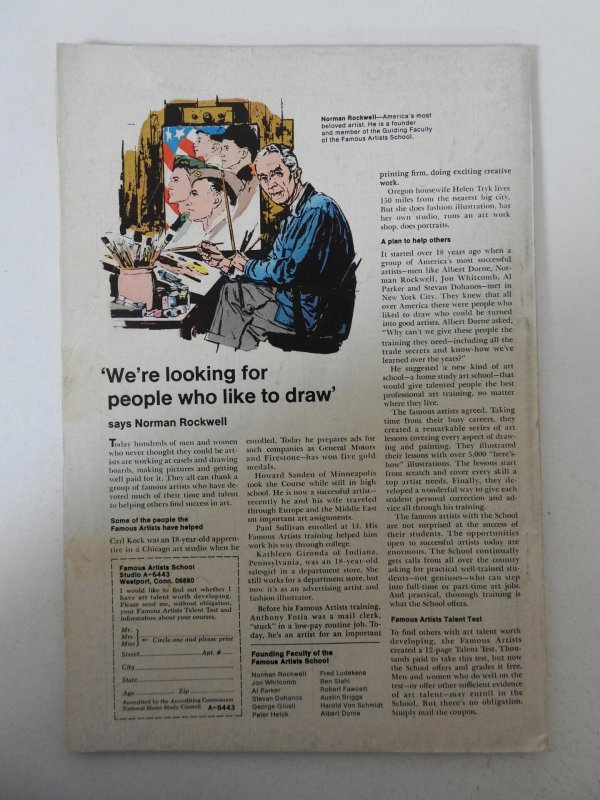 Norman Rockwell—America's most
beloved artist. He is a founder
and member of the Guiding Faculty
of the Famous Artists School.
'We're looking for
people who like to draw'
says Norman Rockwell
Today hundreds of men and women
who never thought they could be art-
ists are working at easels and drawing
boards, making pictures and getting
well paid for it. They all can thank a
group of famous artists who have de-
voted much of their time and talent
to helping others find success in art.
Some of the people the
Famous Artists have helped
Carl Kock was an 18-year-old appren-
tice in a Chicago art studio when he
Famous Artists School
Studio A-6443
Westport, Conn. 06880
I would like to find out whether I
have art talent worth developing.
Please send me, without obligation,
your Famous Artists Talent Test and
information about your courses.
Mr.
Mrs.
Miss
← Circle one and please print
Street Apt. #
City
State
Age Zip
Accredited by the Accrediting Commission
National Home Study Council A-6443
enrolled. Today he prepares ads for
such companies as General Motors
and Firestone—has won five gold
medals.
Howard Sanden of Minneapolis
took the Course while still in high
school. He is now a successful artist—
recently he and his wife traveled
through Europe and the Middle East
on important art assignments.
Paul Sullivan enrolled at 14. His
Famous Artists training helped him
work his way through college.
Kathleen Gironda of Indiana,
Pennsylvania, was an 18-year-old
salesgirl in a department store. She
still works for a department store, but
now it's as an advertising artist and
fashion illustrator.
Before his Famous Artists training,
Anthony Fotia was a mail clerk,
"stuck" in a low-pay routine job. To-
day, he's an artist for an important
Founding Faculty of the
Famous Artists School
Norman Rockwell
Jon Whitcomb
Al Parker
Stevan Dohanos
George Giusti
Peter Helck
Fred Ludekens
Ben Stahl
Robert Fawcett
Austin Briggs
Harold Von Schmidt
Albert Dorne
printing firm, doing exciting creative
work.
Oregon housewife Helen Tryk lives
150 miles from the nearest big city.
But she does fashion illustration, has
her own studio, runs an art work
shop, does portraits.
A plan to help others
It started over 18 years ago when a
group of America's most successful
artists—men like Albert Dorne, Nor-
man Rockwell, Jon Whitcomb, Al
Parker and Stevan Dohanos—met in
New York City. They knew that all
over America there were people who
liked to draw who could be turned
into good artists. Albert Dorne asked,
"Why can't we give these people the
training they need—including all the
trade secrets and know-how we've
learned over the years?"
He suggested a new kind of art
school—a home study art school—that
would give talented people the best
professional art training, no matter
where they live.
The famous artists agreed. Taking
time from their busy careers, they
created a remarkable series of art
lessons covering every aspect of draw-
ing and painting. They illustrated
their lessons with over 5,000 "here's-
how" illustrations. The lessons start
from scratch and cover every skill a
top artist needs. Finally, they de-
veloped a wonderful way to give each
student personal correction and ad-
vice all through his training.
The famous artists with the School
are not surprised at the success of
their students. The opportunities
open to successful artists today are
enormous. The School continually
gets calls from all over the country
asking for practical well-trained stu-
dents—not geniuses—who can step
into full-time or part-time art jobs.
And practical, thorough training is
what the School offers.
Famous Artists Talent Test
To find others with art talent worth
developing, the Famous Artists
created a 12-page Talent Test. Thou-
sands paid to take this test, but now
the School offers and grades it free.
Men and women who do well on the
test—or offer other sufficient evidence
of art talent—may enroll in the
School. But there's no obligation.
Simply mail the coupon.